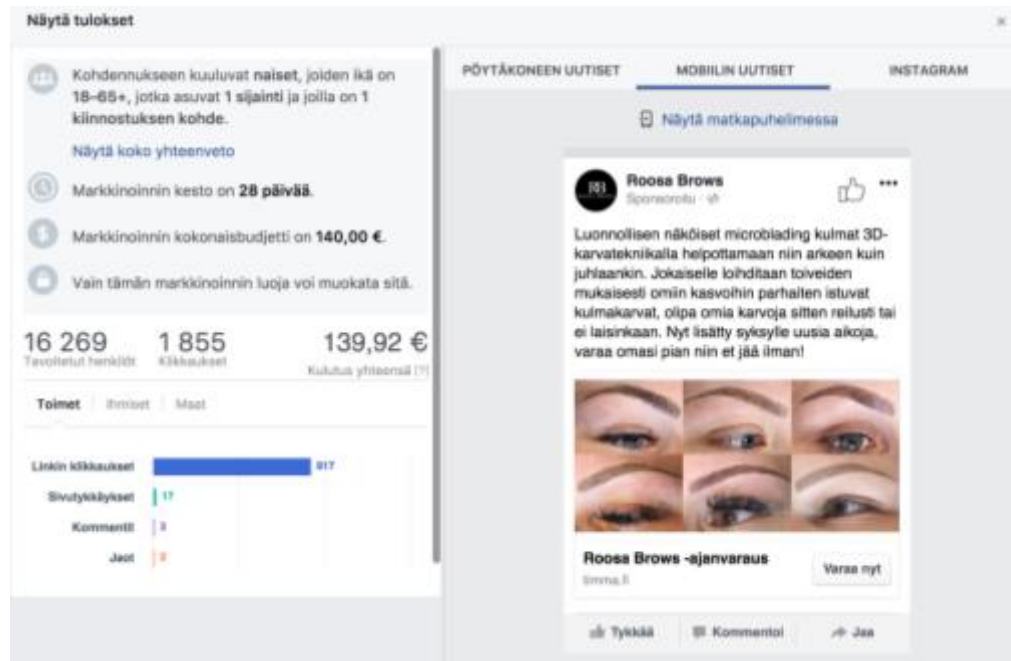 Näytä tulokset
Kohdennukseen kuuluvat naiset, joiden ikä on
18–65+, jotka asuvat 1 sijainti ja joilla on 1
kiinnostuksen kohde.
Näytä koko yhteenveto
Markkinoinnin kesto on 28 päivää.
Markkinoinnin kokonaisbudjetti on 140,00 €.
Vain tämän markkinoinnin luoja voi muokata sitä.
16 269 1 855 139,92 €
Tavoitetut henkilöt Klikkaukset Kulutus yhteensä [?]
Toimet Ihmiset Maat
Linkin klikkaukset 917
Sivutykkäykset 17
Kommentit 3
Jaot
PÖYTÄKONEEN UUTISET MOBIILIN UUTISET INSTAGRAM
Näytä matkapuhelimessa
RB Roosa Brows
Sponsoroitu
Luonnollisen näköiset microblading kulmat 3D-
karvatekniikalla helpottamaan niin arkeen kuin
juhlaankin. Jokaiselle loihditaan toiveiden
mukaisesti omiin kasvoihin parhaiten istuvat
kulmakarvat, olipa omia karvoja sitten reilusti tai
ei laisinkaan. Nyt lisätty syksylle uusia aikoja,
varaa omasi pian niin et jää ilman!
Roosa Brows -ajanvaraus
timma.fi
Varaa nyt
Tykkää Kommentoi Jaa